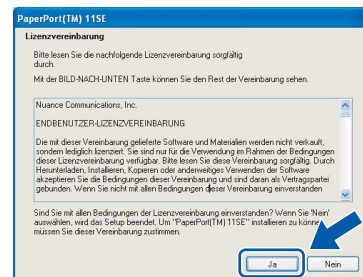 PaperPort(TM) 11SE
Lizenzvereinbarung
Bitte lesen Sie die nachfolgende Lizenzvereinbarung sorgfältig
durch.
Mit der BILD-NACH-UNTEN Taste können Sie den Rest der Vereinbarung sehen.
Nuance Communications, Inc.
ENDBENUTZER-LIZENZVEREINBARUNG
Die mit dieser Vereinbarung gelieferte Software und Materialien werden nicht verkauft,
sondern lediglich lizenziert. Sie sind nur für die Verwendung im Rahmen der Bedingungen
dieser Lizenzvereinbarung verfügbar. Bitte lesen Sie diese Vereinbarung sorgfältig. Durch
Herunterladen, Installieren, Kopieren oder anderweitiges Verwenden der Software
akzeptieren Sie die Bedingungen dieser Vereinbarung und sind daran als Vertragspartei
gebunden. Wenn Sie nicht mit allen Bedingungen dieser Vereinbarung einverstanden
Sind Sie mit allen Bedingungen der Lizenzvereinbarung einverstanden? Wenn Sie 'Nein'
auswählen, wird das Setup beendet. Um "PaperPort(TM) 11SE" installieren zu können,
müssen Sie dieser Vereinbarung zustimmen.
Ja
Nein